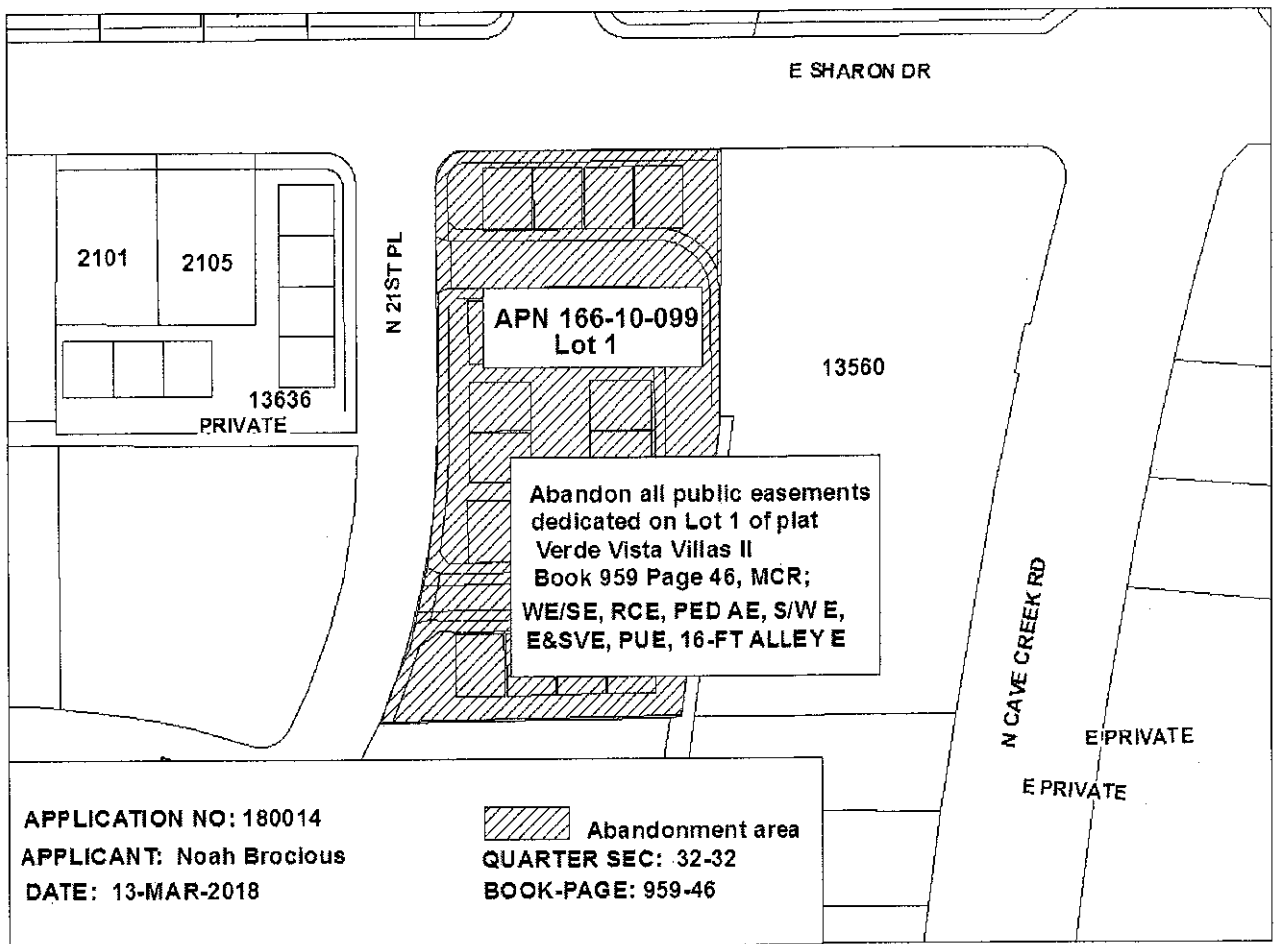 E SHARON DR
2101
2105
N 21ST PL
APN 166-10-099
Lot 1
13560
13636
PRIVATE
Abandon all public easements
dedicated on Lot 1 of plat
Verde Vista Villas II
Book 959 Page 46, MCR;
WE/SE, RCE, PED AE, S/W E,
E&SVE, PUE, 16-FT ALLEY E
N CAVE CREEK RD
E PRIVATE
E PRIVATE
APPLICATION NO: 180014
APPLICANT: Noah Brocious
DATE: 13-MAR-2018
Abandonment area
QUARTER SEC: 32-32
BOOK-PAGE: 959-46